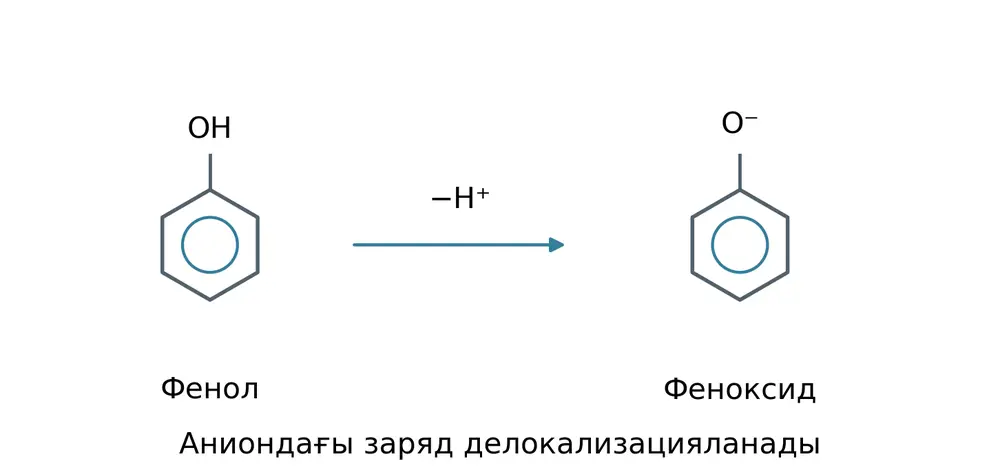 OH
O⁻
−H⁺
Фенол
Феноксид
Аниондағы заряд делокализацияланады